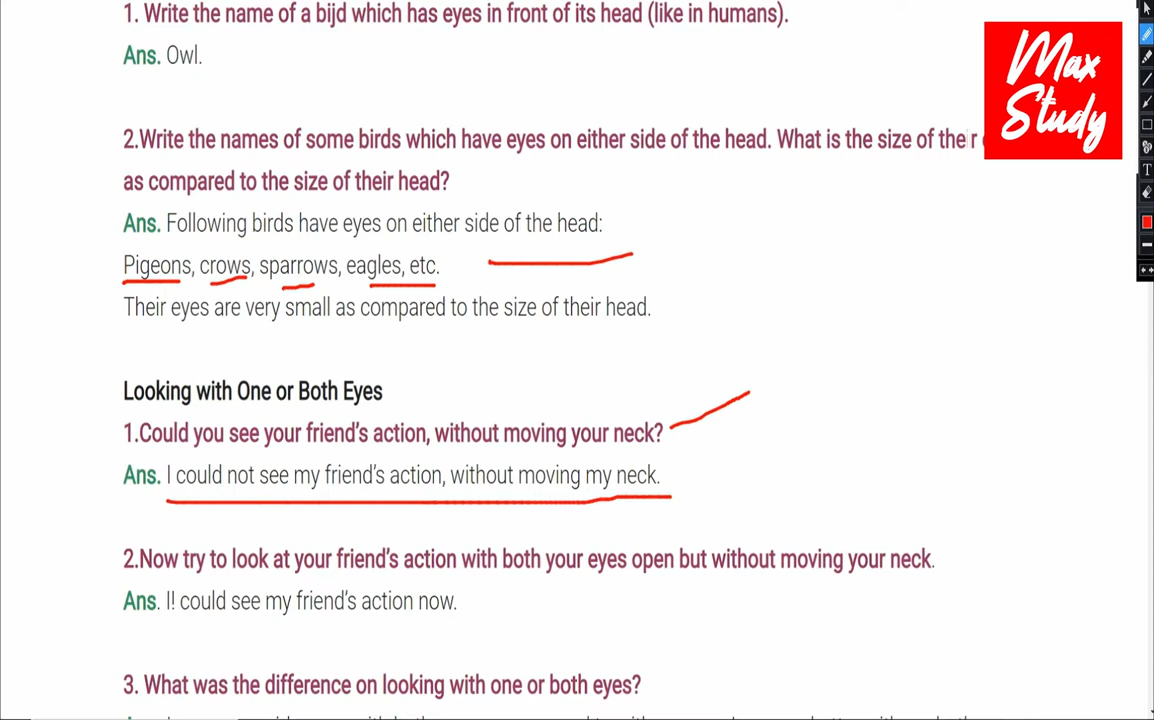 1. Write the name of a bijd which has eyes in front of its head (like in humans).
Ans. Owl.
Max
Study
2.Write the names of some birds which have eyes on either side of the head. What is the size of their
as compared to the size of their head?
Ans. Following birds have eyes on either side of the head:
Pigeons, crows, sparrows, eagles, etc.
Their eyes are very small as compared to the size of their head.
Looking with One or Both Eyes
1.Could you see your friend's action, without moving your neck?
Ans. I could not see my friend's action, without moving my neck.
2.Now try to look at your friend's action with both your eyes open but without moving your neck.
Ans. I! could see my friend's action now.
3. What was the difference on looking with one or both eyes?